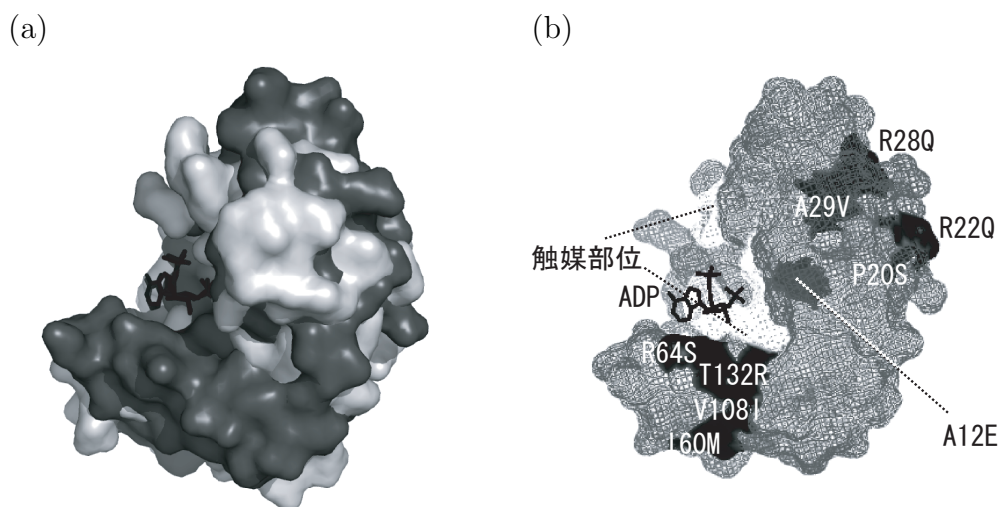 (a)
(b)
R28Q
A29V
R22Q
触媒部位
P20S
ADP
R64S
T132R
V108I
I60M
A12E